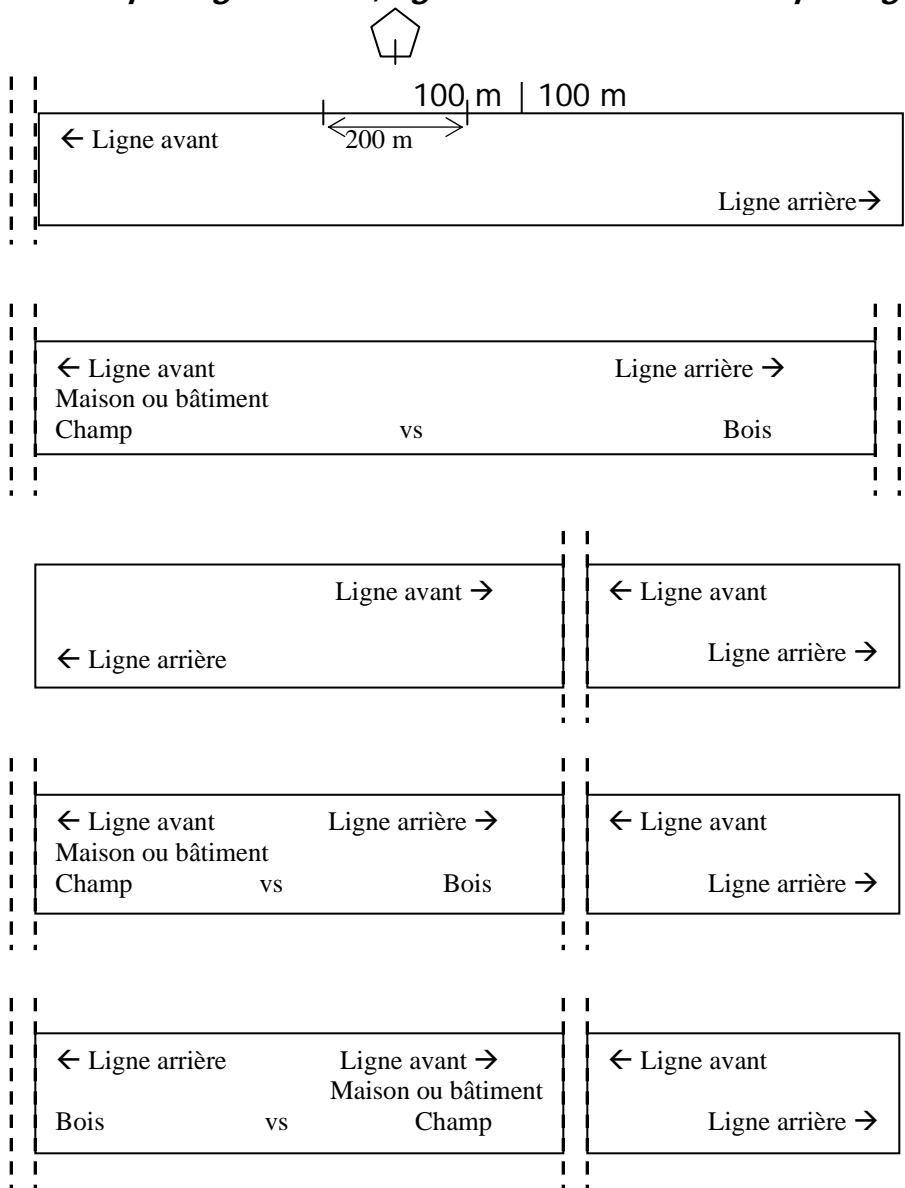 100 m | 100 m
← Ligne avant 200 m
Ligne arrière→
← Ligne avant Ligne arrière →
Maison ou bâtiment
Champ vs Bois
Ligne avant → ← Ligne avant
← Ligne arrière Ligne arrière →
← Ligne avant Ligne arrière → ← Ligne avant
Maison ou bâtiment
Champ vs Bois Ligne arrière →
← Ligne arrière Ligne avant → ← Ligne avant
Maison ou bâtiment
Bois vs Champ Ligne arrière →